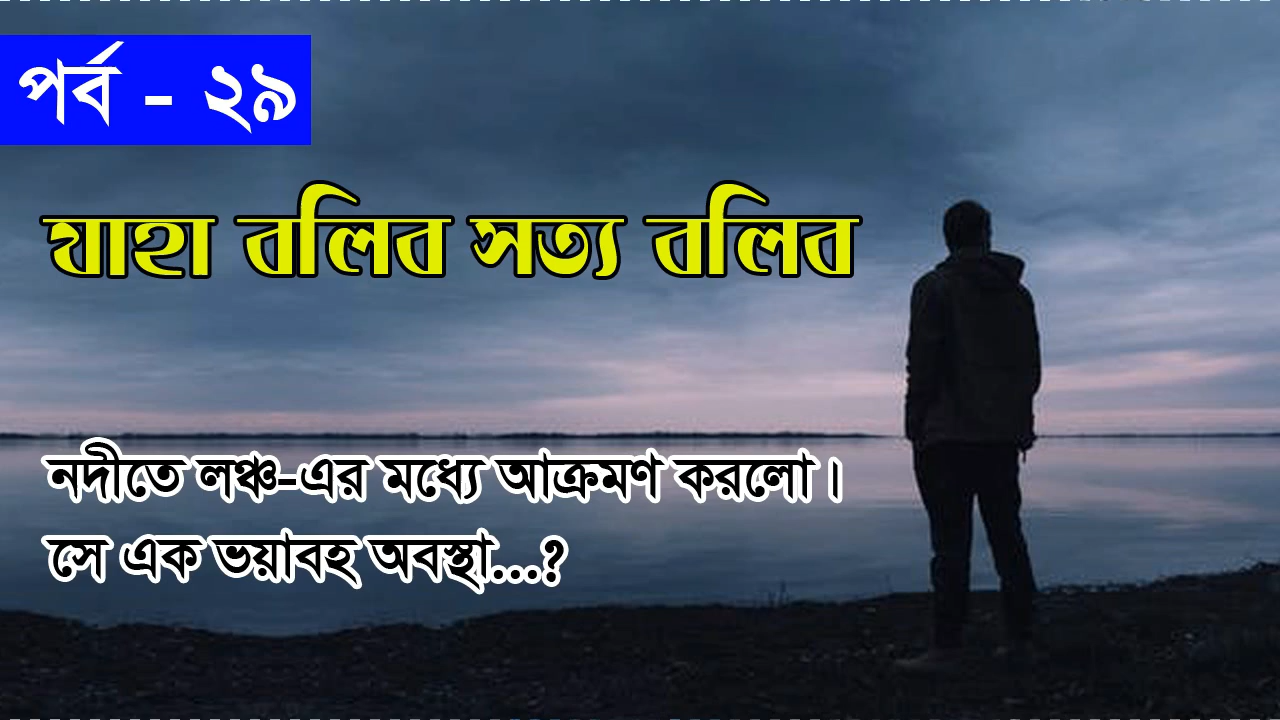 পর্ব - ২৯
যাহা বলিব সত্য বলিব
নদীতে লঞ্চ-এর মধ্যে আক্রমণ করলো।
সে এক ভয়াবহ অবস্থা...?